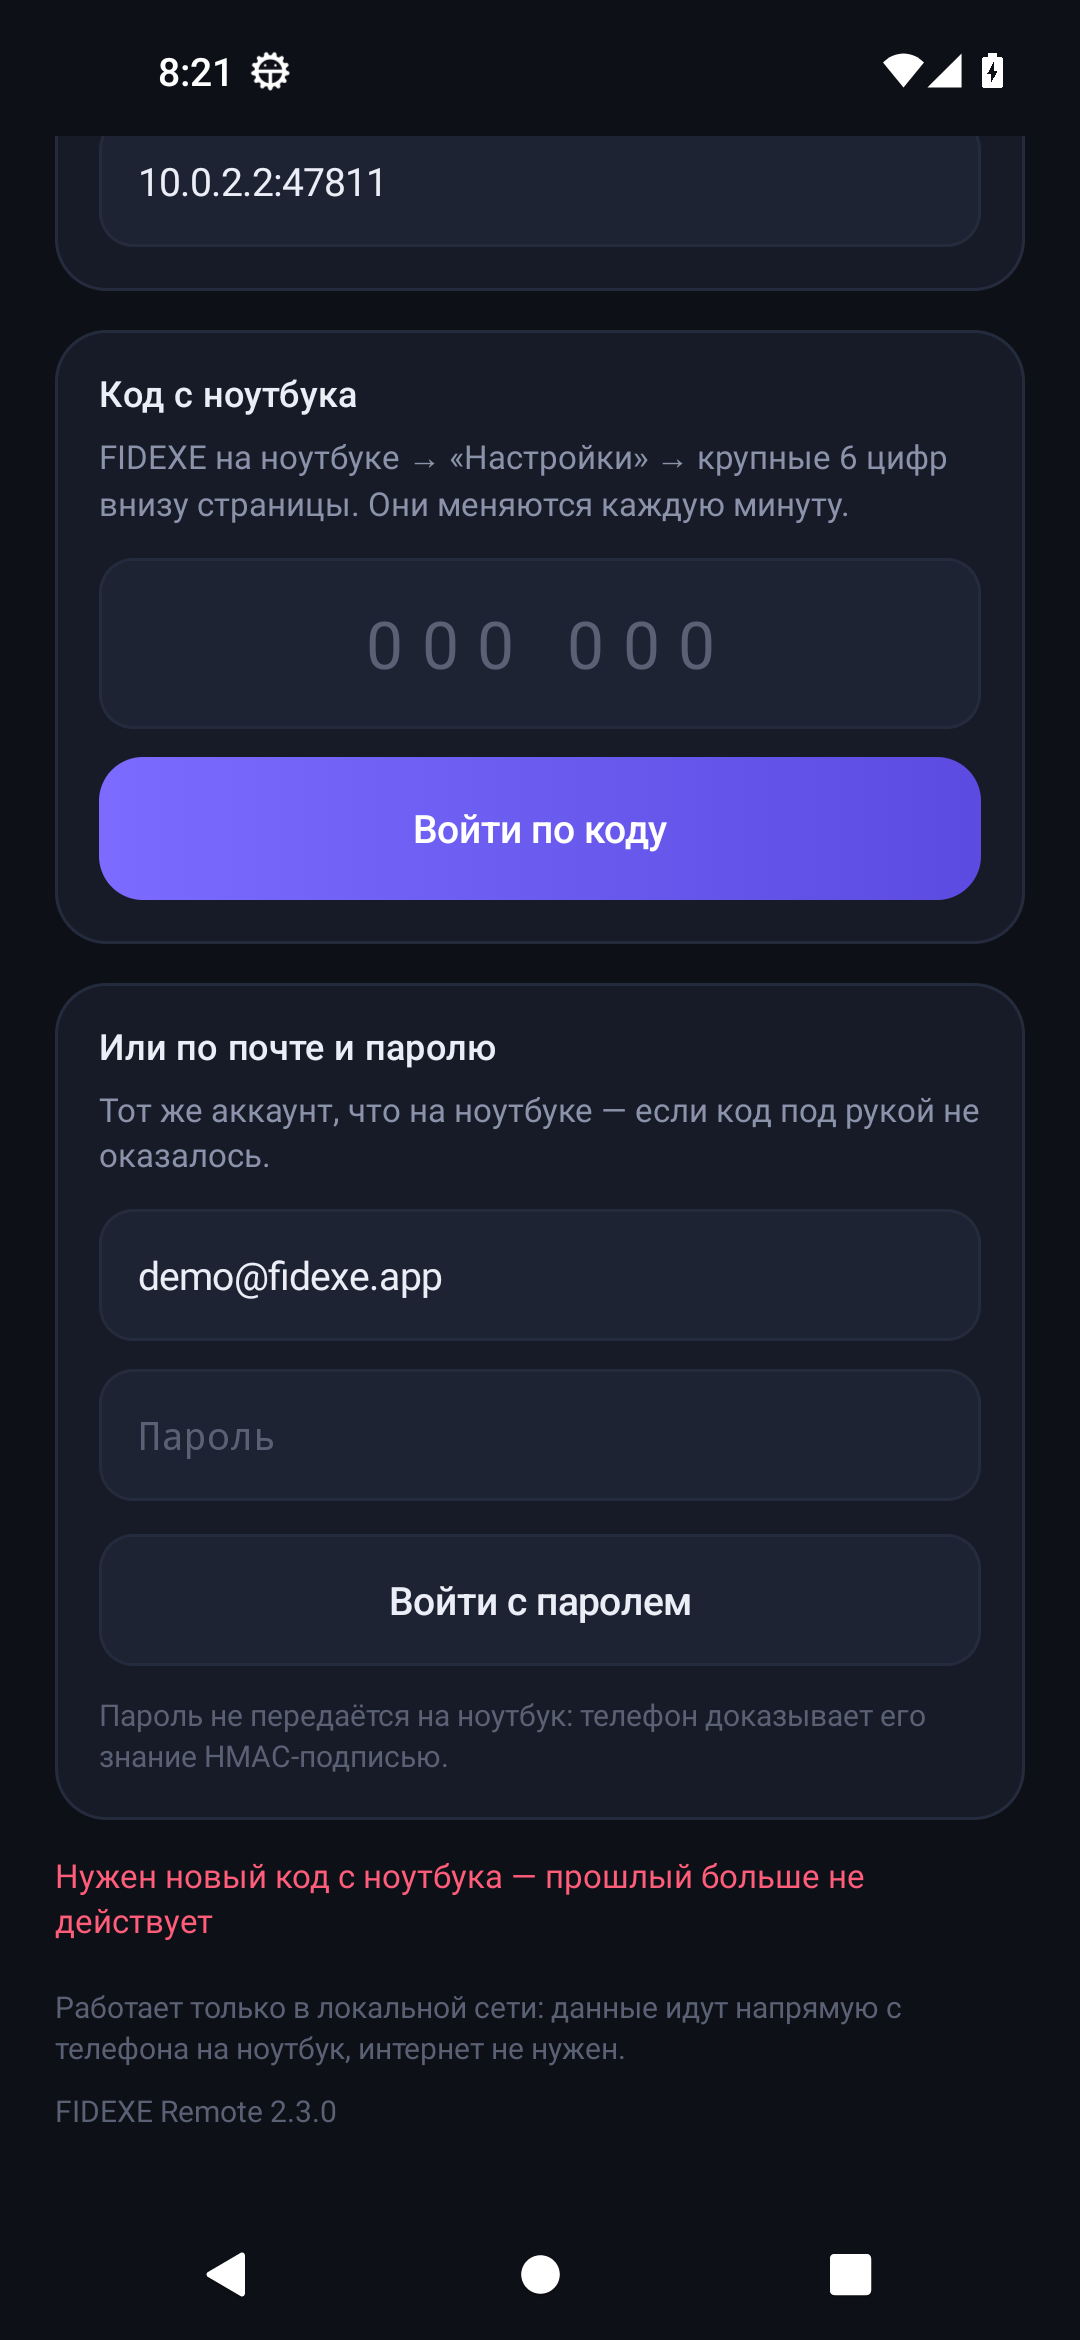 8:21
10.0.2.2:47811
Код с ноутбука
FIDEXE на ноутбуке → «Настройки» → крупные 6 цифр
внизу страницы. Они меняются каждую минуту.
000 000
Войти по коду
Или по почте и паролю
Тот же аккаунт, что на ноутбуке — если код под рукой не
оказалось.
demo@fidexe.app
Пароль
Войти с паролем
Пароль не передаётся на ноутбук: телефон доказывает его
знание HMAC-подписью.
Нужен новый код с ноутбука — прошлый больше не
действует
Работает только в локальной сети: данные идут напрямую с
телефона на ноутбук, интернет не нужен.
FIDEXE Remote 2.3.0